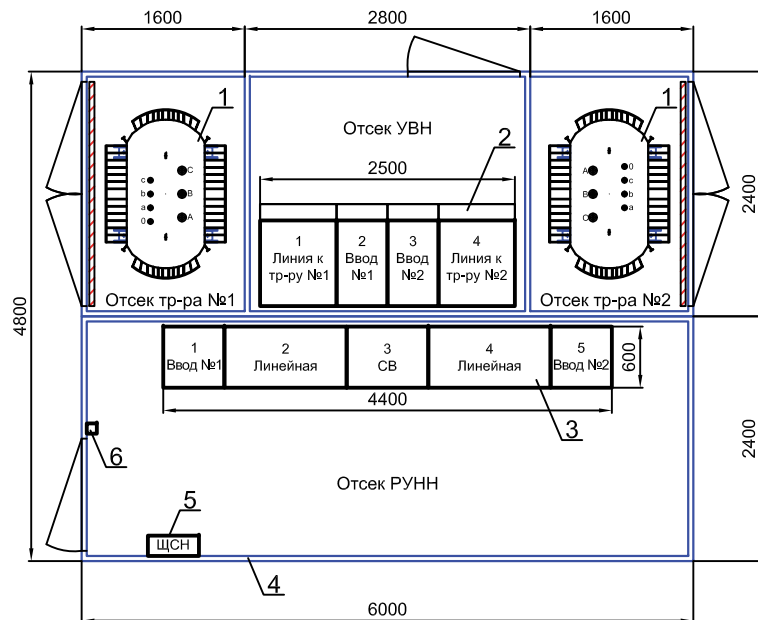 1600
2800
1600
1
Отсек УВН
1
2
2500
C
c
b
B
a
A
0
A
0
c
B
b
a
C
1
Линия к
тр-ру №1
2
Ввод
№1
3
Ввод
№2
4
Линия к
тр-ру №2
2400
Отсек тр-ра №1
Отсек тр-ра №2
4800
1
Ввод №1
2
Линейная
3
СВ
4
Линейная
5
Ввод №2
600
4400
3
6
Отсек РУНН
2400
5
ЩСН
4
6000